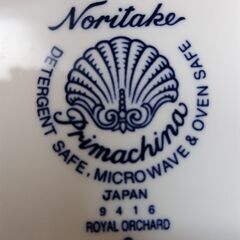 Noritake
Primachina
DETERGENT SAFE, MICROWAVE & OVEN SAFE
JAPAN
9416
ROYAL ORCHARD